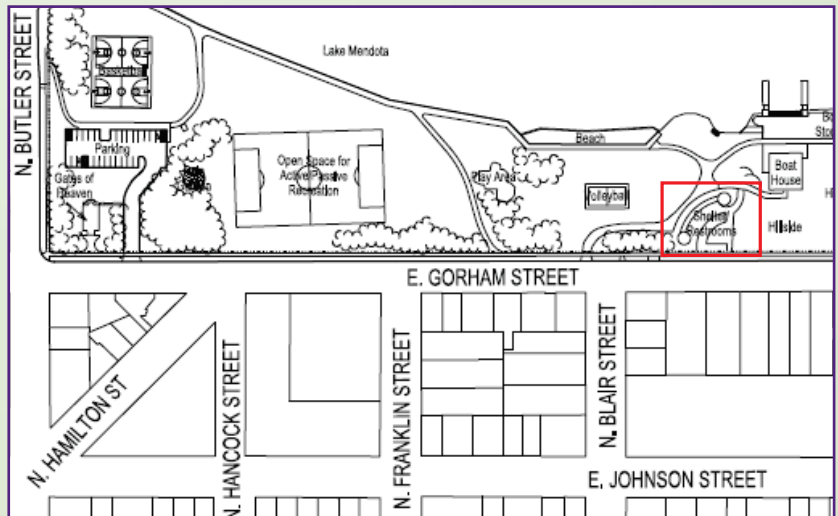 N. BUTLER STREET
Lake Mendota
Basketball
Parking
Gates of
Heaven
Open Space for
Active Passive
Recreation
Play Area
Beach
Volleyball
Boat
House
Shelter
Restrooms
Hillside
E. GORHAM STREET
N. HAMILTON ST
N. HANCOCK STREET
N. FRANKLIN STREET
N. BLAIR STREET
E. JOHNSON STREET